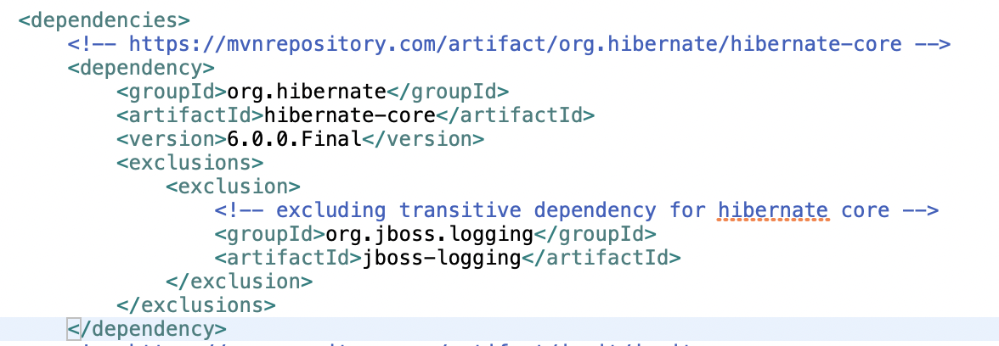 <dependencies>
<!-- https://mvnrepository.com/artifact/org.hibernate/hibernate-core -->
<dependency>
<groupId>org.hibernate</groupId>
<artifactId>hibernate-core</artifactId>
<version>6.0.0.Final</version>
<exclusions>
<exclusion>
<!-- excluding transitive dependency for hibernate core -->
<groupId>org.jboss.logging</groupId>
<artifactId>jboss-logging</artifactId>
</exclusion>
</exclusions>
</dependency>